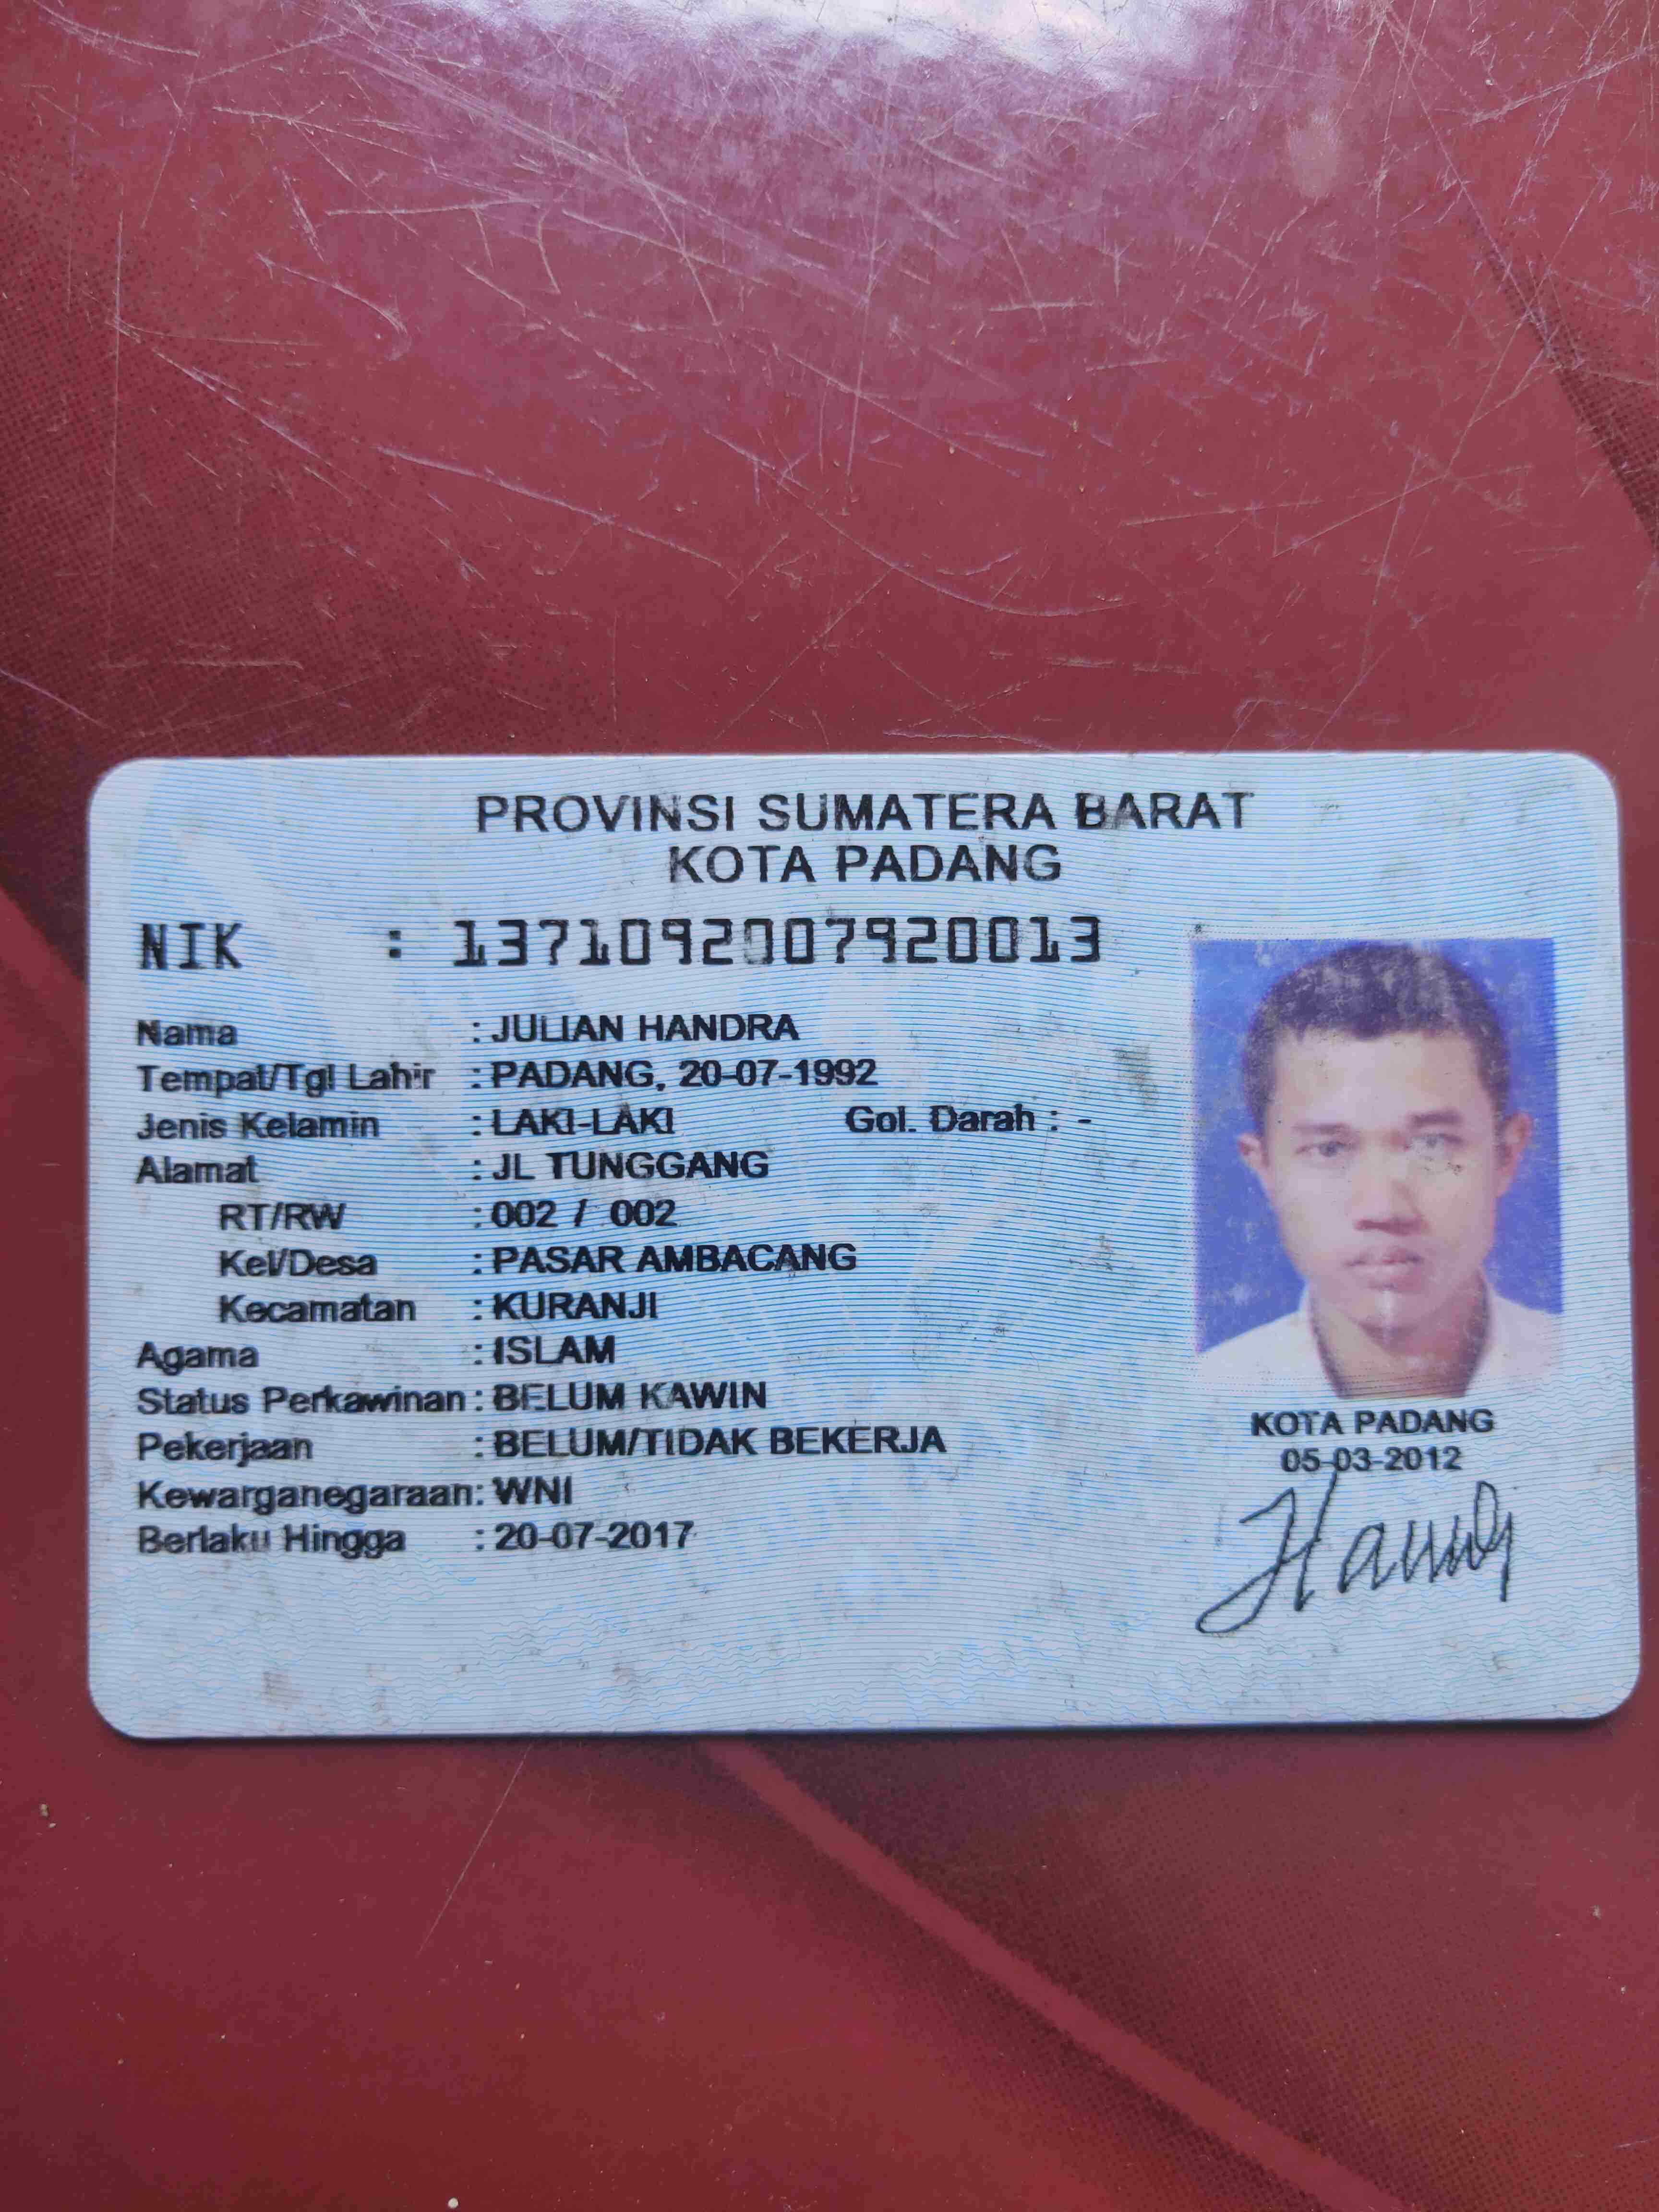 PROVINSI SUMATERA BARAT
KOTA PADANG
NIK : 1371092007920013
Nama : JULIAN HANDRA
Tempat/Tgl Lahir : PADANG, 20-07-1992
Jenis Kelamin : LAKI-LAKI Gol. Darah : -
Alamat : JL TUNGGANG
RT/RW : 002 / 002
Kel/Desa : PASAR AMBACANG
Kecamatan : KURANJI
Agama : ISLAM
Status Perkawinan : BELUM KAWIN
Pekerjaan : BELUM/TIDAK BEKERJA
Kewarganegaraan : WNI
Berlaku Hingga : 20-07-2017
KOTA PADANG
05-03-2012